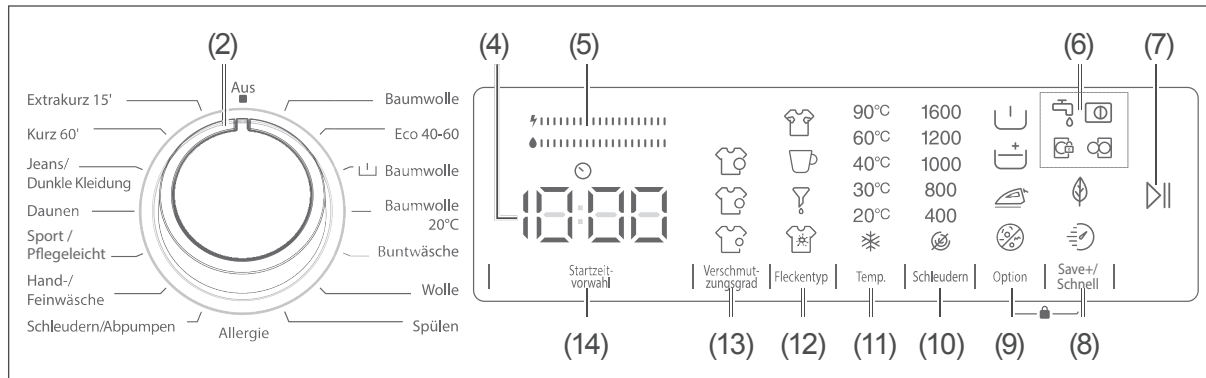 (2)
(4)
(5)
(6)
(7)
Aus
Extrakurz 15'
Kurz 60'
Jeans/
Dunkle Kleidung
Daunen
Sport /
Pflegeleicht
Hand-/
Feinwäsche
Schleudern/Abpumpen
Allergie
Baumwolle
Eco 40-60
Baumwolle
Baumwolle
20°C
Buntwäsche
Wolle
Spülen
18:88
Startzeit-
vorwahl
Verschmut-
zungsgrad
Fleckentyp
90°C
60°C
40°C
30°C
20°C
Temp.
1600
1200
1000
800
400
Schleudern
Option
Save+/
Schnell
(14)
(13)
(12)
(11)
(10)
(9)
(8)